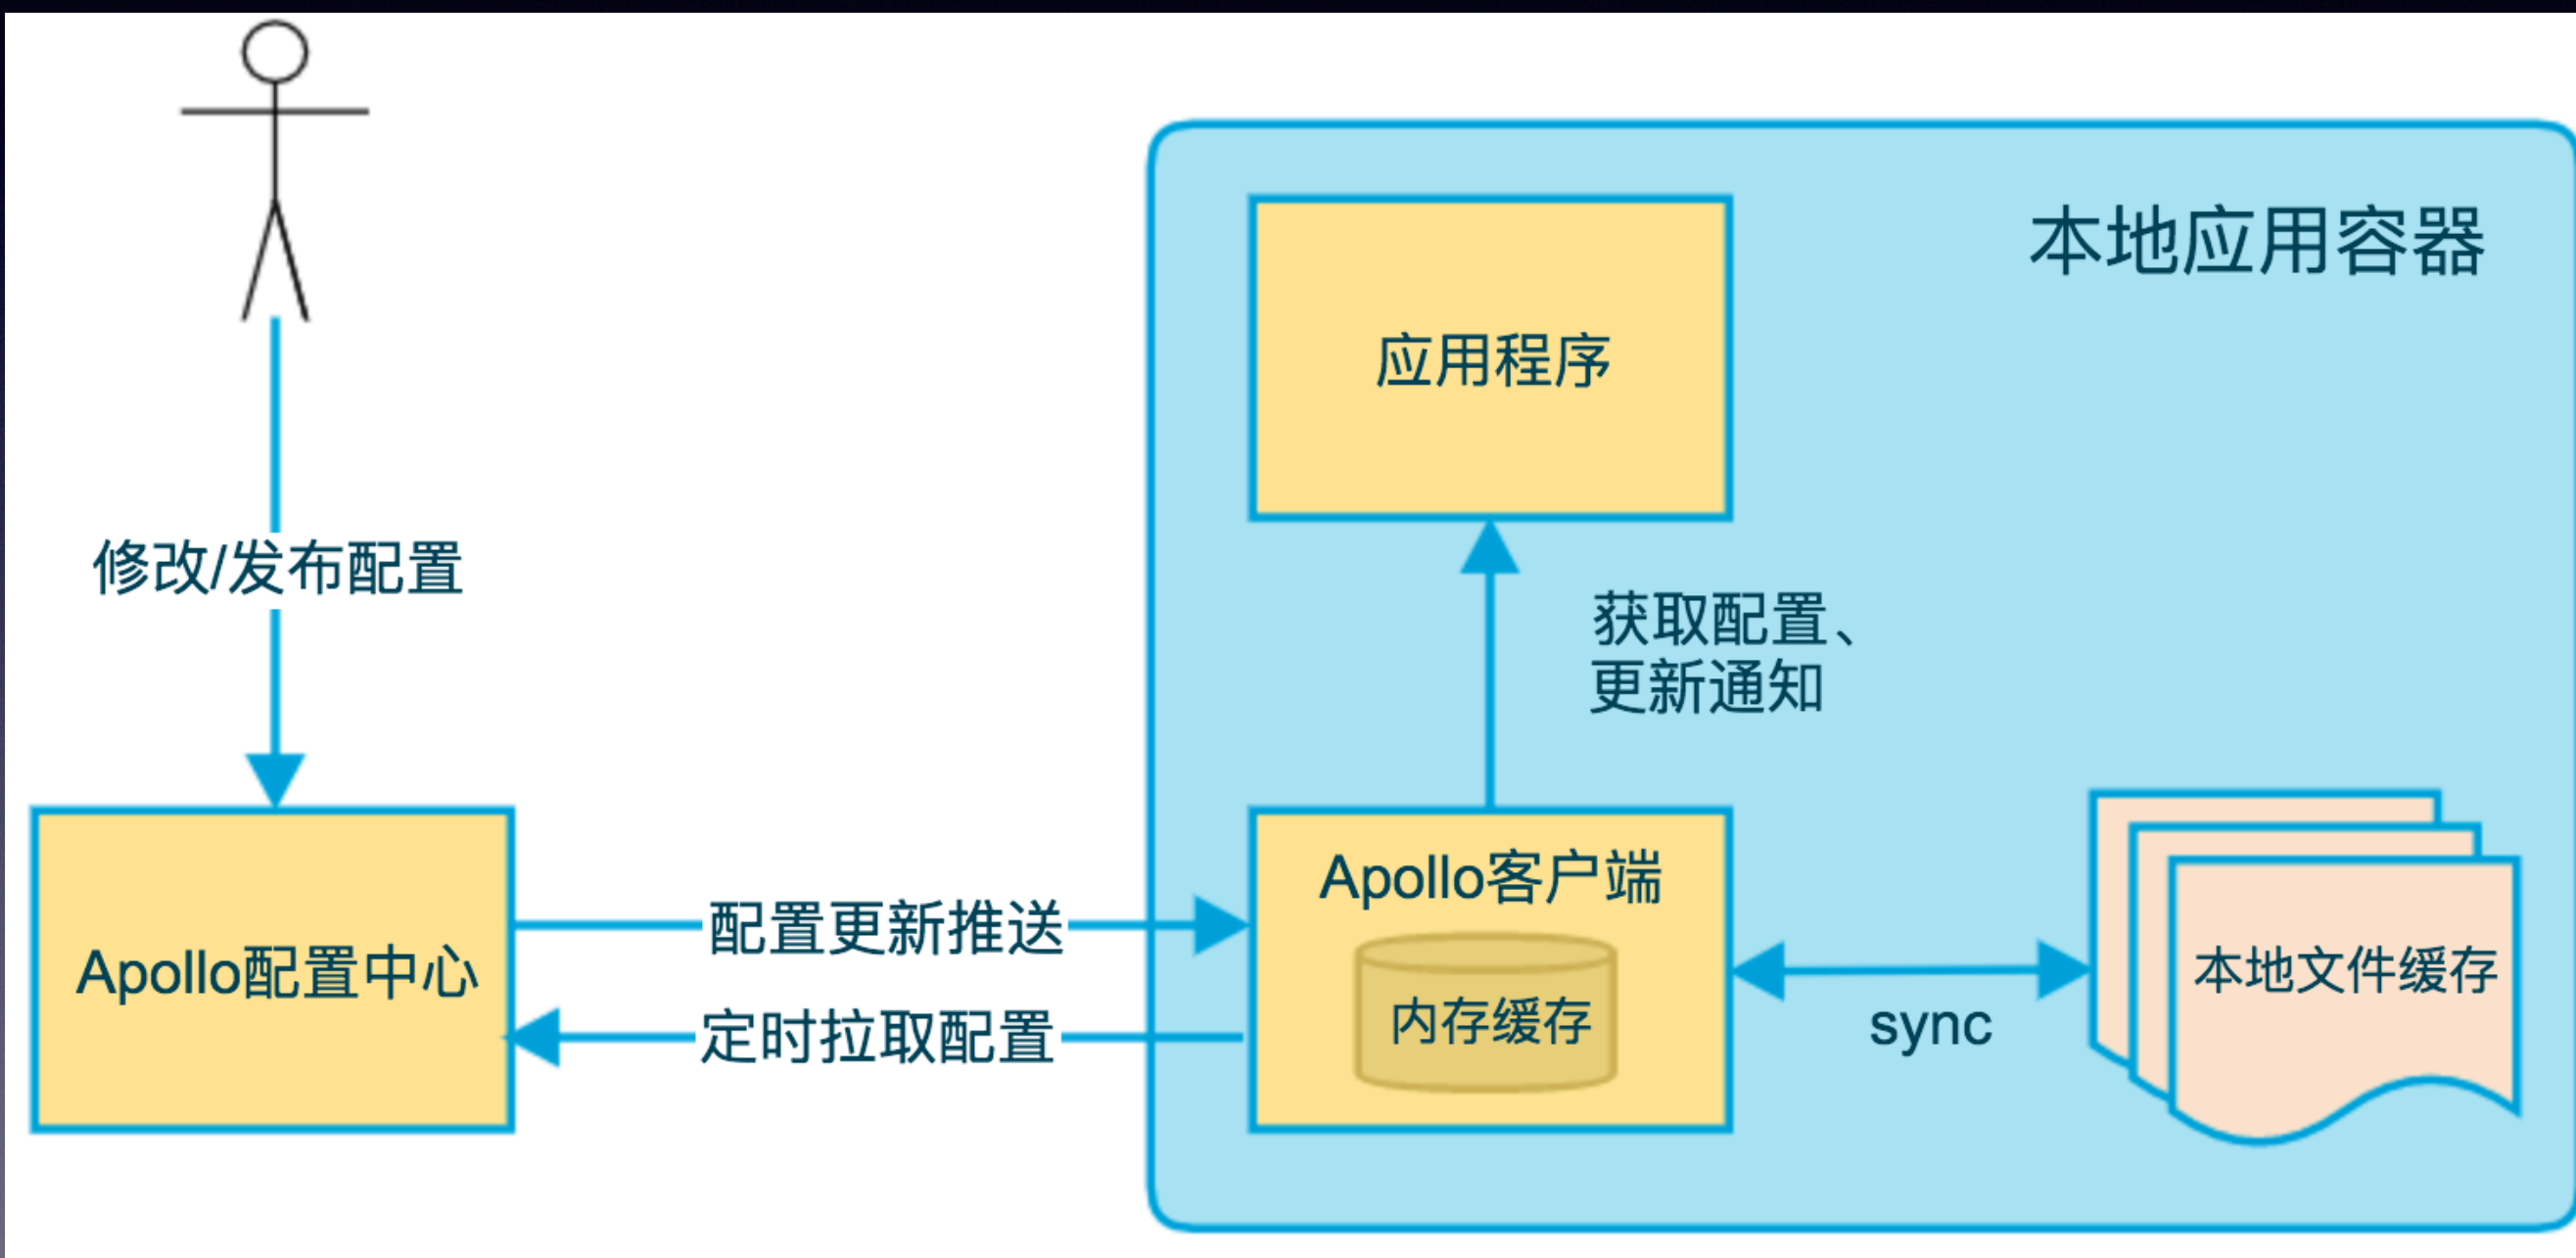 本地应用容器
应用程序
修改/发布配置
获取配置、
更新通知
Apollo配置中心
配置更新推送
定时拉取配置
Apollo客户端
内存缓存
sync
本地文件缓存